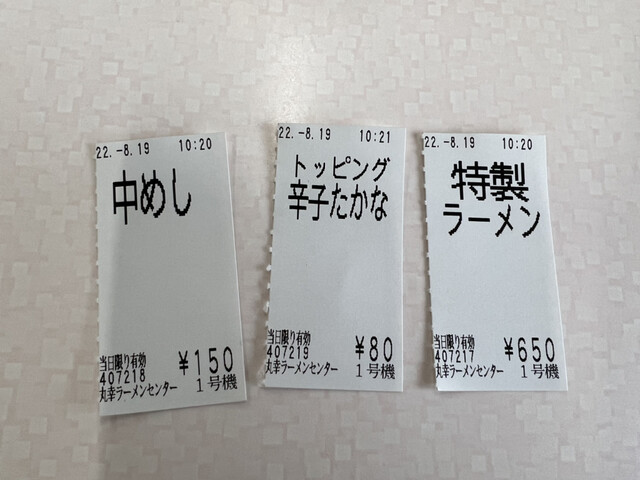 22.-8.19 10:20
中めし
当日限り有効
407218
¥150
丸幸ラーメンセンター
1号機
22.-8.19 10:21
トッピング
辛子たかな
当日限り有効
407219
¥80
丸幸ラーメンセンター
1号機
22.-8.19 10:20
特製
ラーメン
当日限り有効
407217
¥650
丸幸ラーメンセンター
1号機